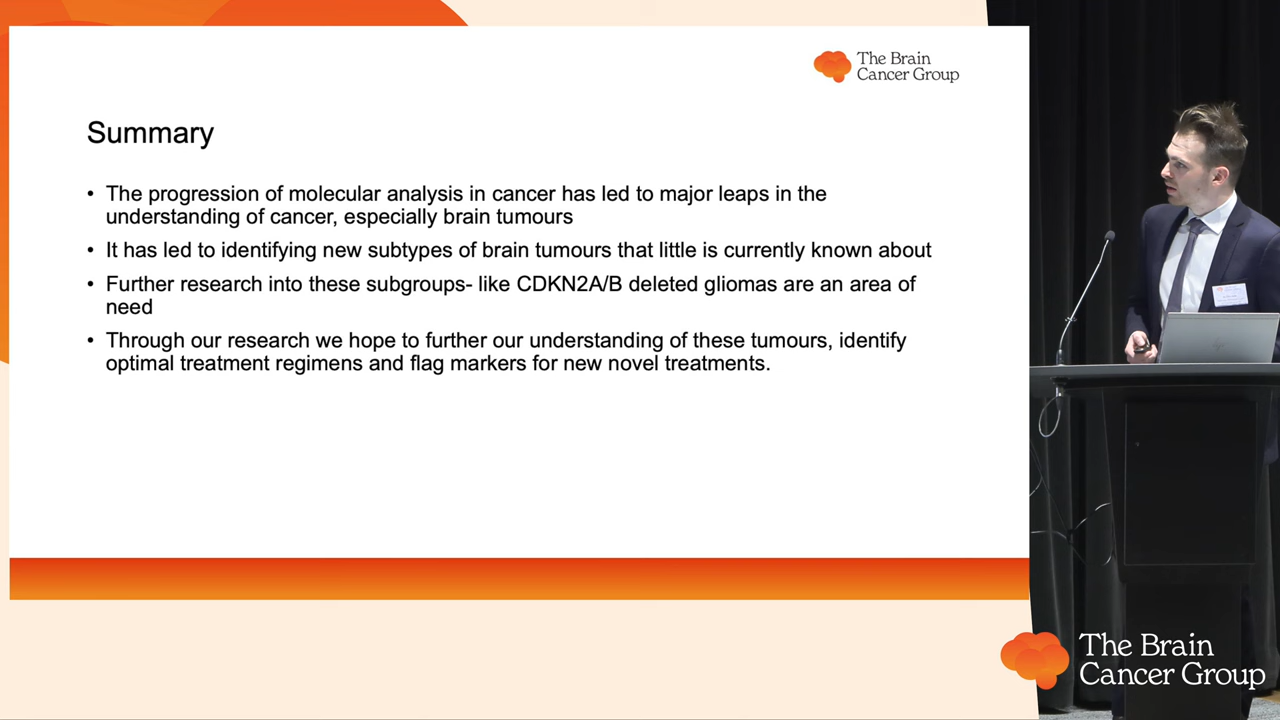 The Brain
Cancer Group
Summary
• The progression of molecular analysis in cancer has led to major leaps in the
understanding of cancer, especially brain tumours
• It has led to identifying new subtypes of brain tumours that little is currently known about
• Further research into these subgroups- like CDKN2A/B deleted gliomas are an area of
need
• Through our research we hope to further our understanding of these tumours, identify
optimal treatment regimens and flag markers for new novel treatments.
The Brain
Cancer Group